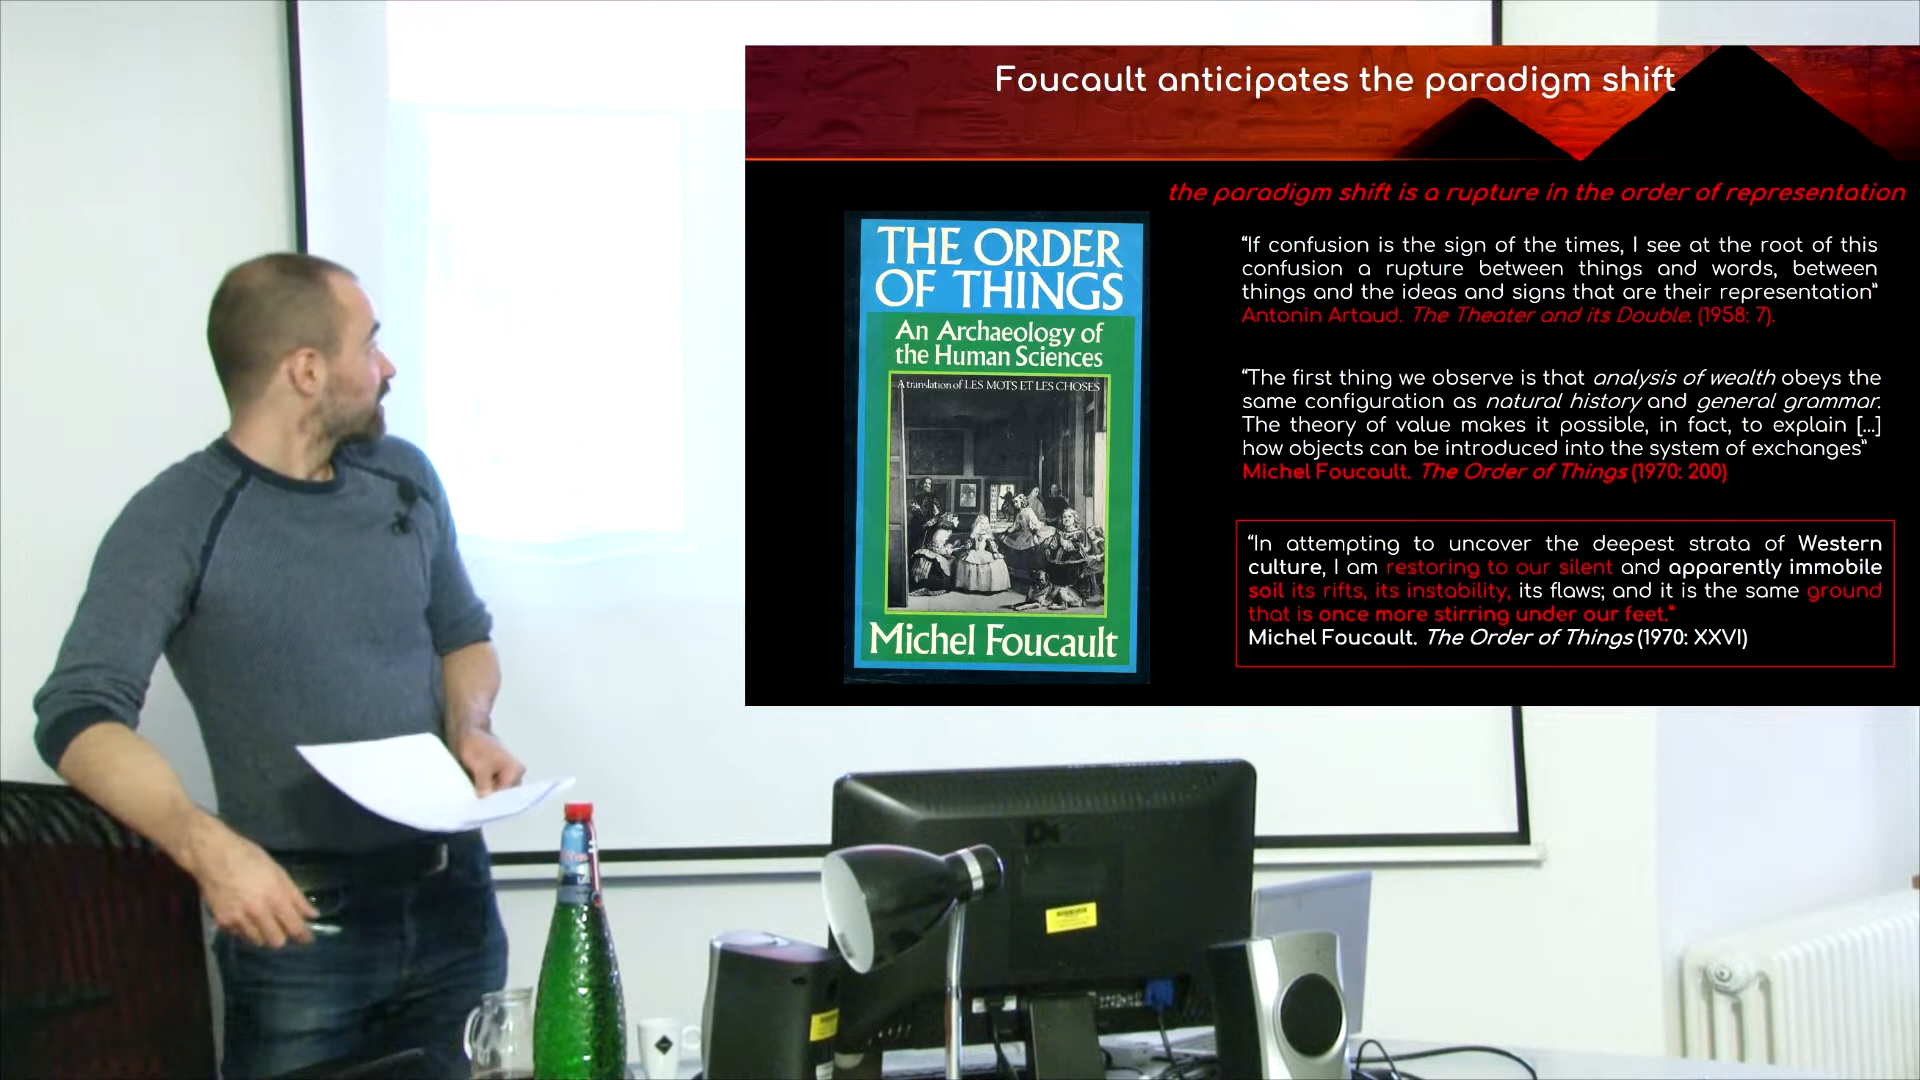 Foucault anticipates the paradigm shift
the paradigm shift is a rupture in the order of representation
THE ORDER
OF THINGS
An Archaeology of
the Human Sciences
A translation of LES MOTS ET LES CHOSES
Michel Foucault
“If confusion is the sign of the times, I see at the root of this
confusion a rupture between things and words, between
things and the ideas and signs that are their representation”
Antonin Artaud. The Theater and its Double. (1958: 7).
“The first thing we observe is that analysis of wealth obeys the
same configuration as natural history and general grammar.
The theory of value makes it possible, in fact, to explain [...]
how objects can be introduced into the system of exchanges”
Michel Foucault. The Order of Things (1970: 200)
“In attempting to uncover the deepest strata of Western
culture, I am restoring to our silent and apparently immobile
soil its rifts, its instability, its flaws; and it is the same ground
that is once more stirring under our feet.”
Michel Foucault. The Order of Things (1970: XXVI)